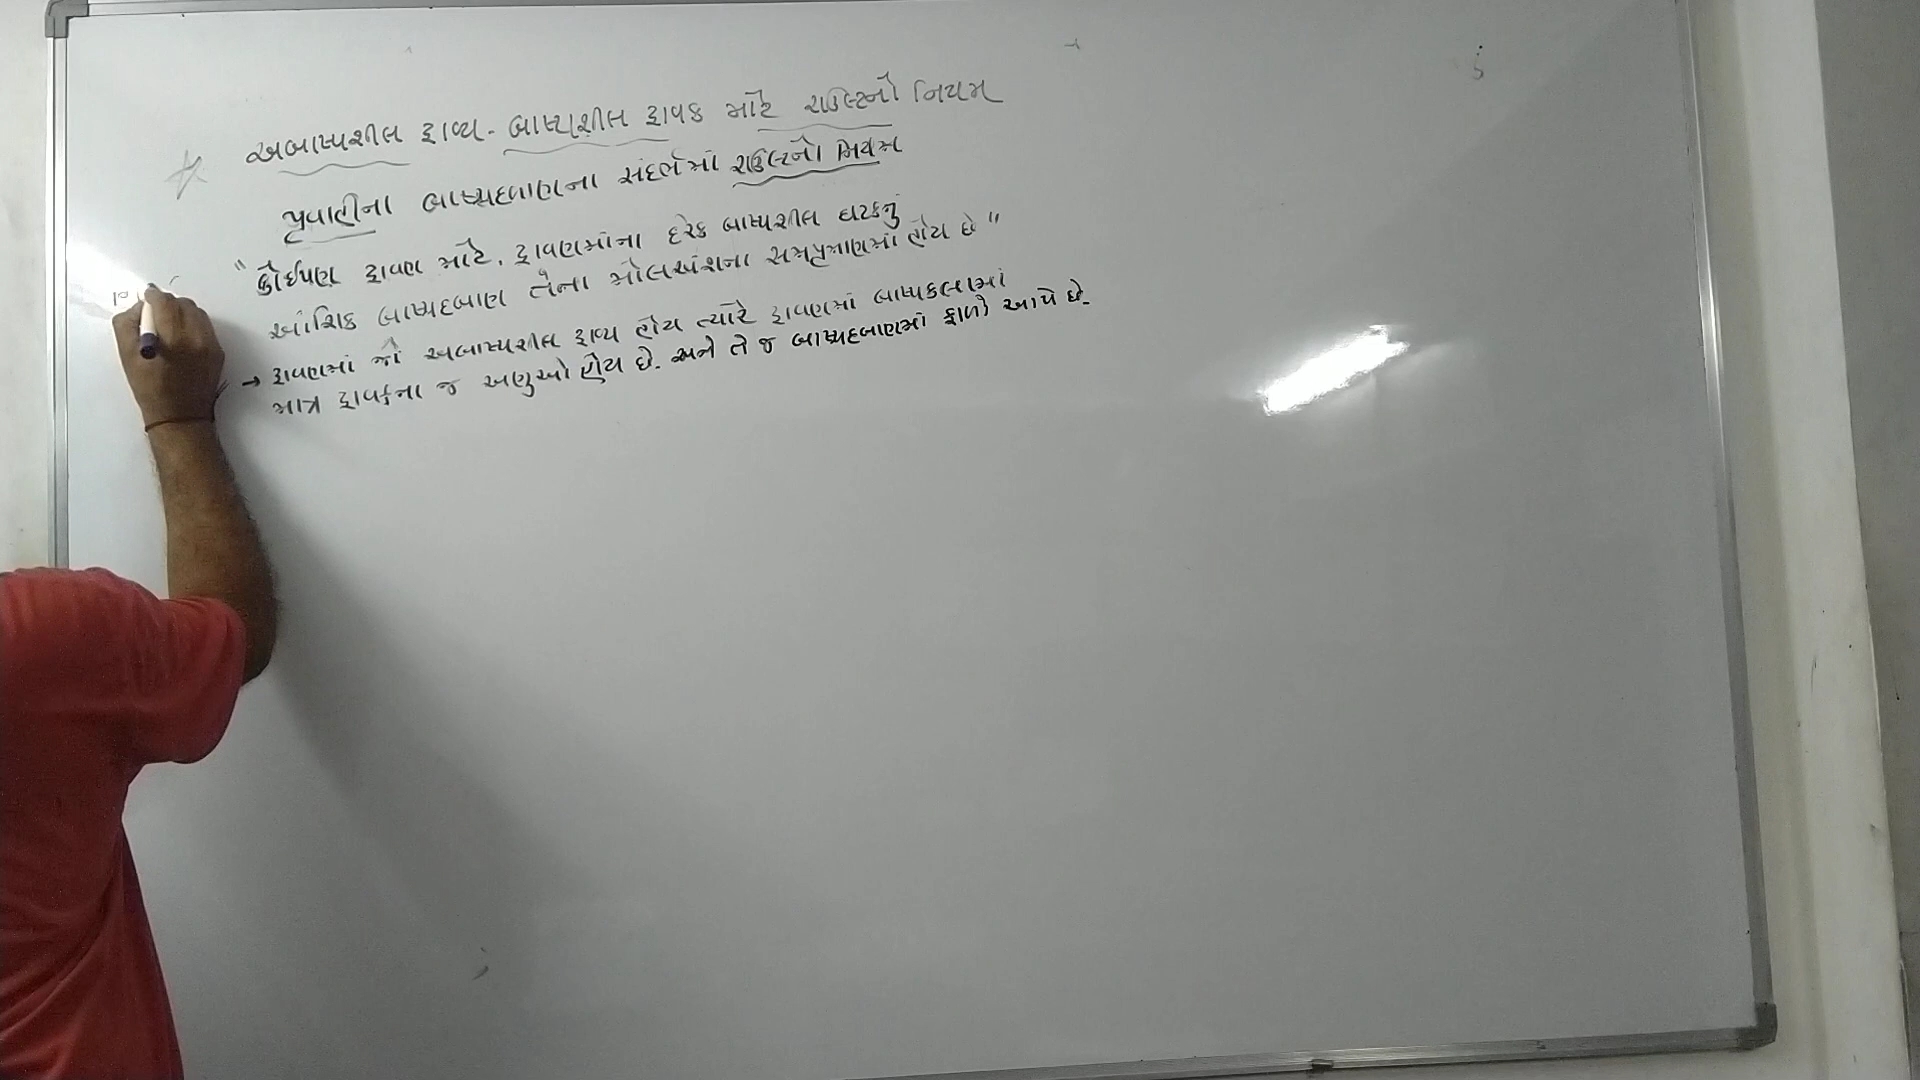 અબાષ્પશીલ દ્રાવ્ય - બાષ્પશીલ દ્રાવક માટે રાઉલ્ટનો નિયમ
પ્રવાહીના બાષ્પદબાણના સંદર્ભમાં રાઉલ્ટનો નિયમ
"કોઈપણ દ્રાવણ માટે, દ્રાવણમાંના દરેક બાષ્પશીલ ઘટકનું
આંશિક બાષ્પદબાણ તેના મોલઅંશના સમપ્રમાણમાં હોય છે"
→ દ્રાવણમાં જો અબાષ્પશીલ દ્રાવ્ય હોય ત્યારે દ્રાવણમાં બાષ્પકલામાં
માત્ર દ્રાવકના જ અણુઓ હોય છે. અને તે જ બાષ્પદબાણમાં ફાળો આપે છે.